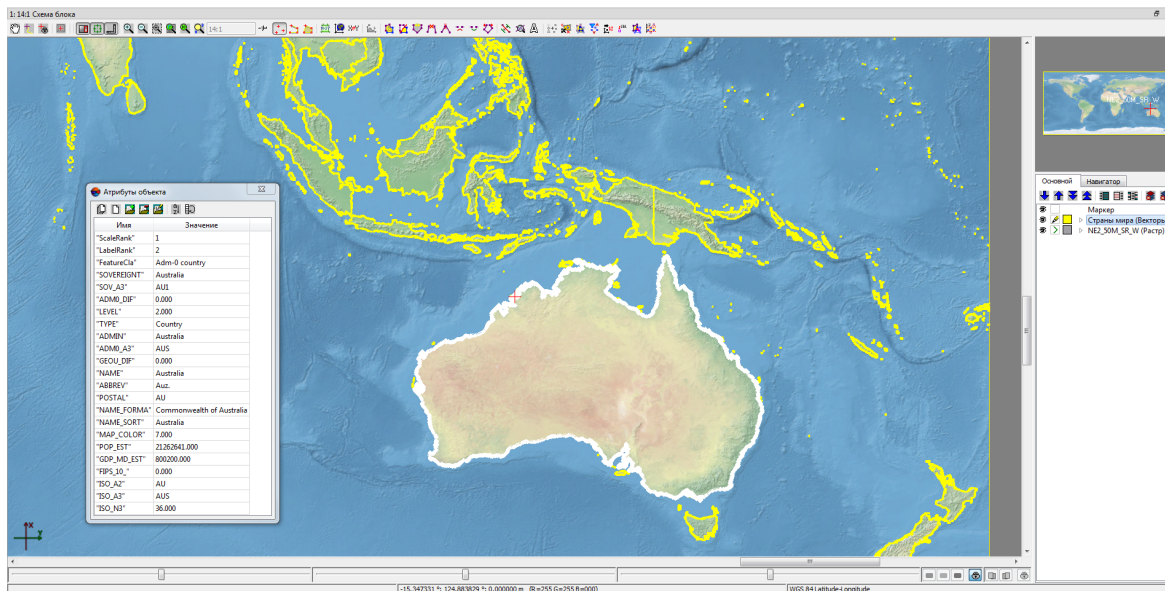 1: 14:1 Схема блока
14:1
NE2_50M_SR_W
Атрибуты объекта
Имя Значение
"ScaleRank" 1
"LabelRank" 2
"FeatureCla" Adm-0 country
"SOVEREIGNT" Australia
"SOV_A3" AU1
"ADM0_DIF" 0.000
"LEVEL" 2.000
"TYPE" Country
"ADMIN" Australia
"ADM0_A3" AUS
"GEOU_DIF" 0.000
"NAME" Australia
"ABBREV" Auz.
"POSTAL" AU
"NAME_FORMA" Commonwealth of Australia
"NAME_SORT" Australia
"MAP_COLOR" 7.000
"POP_EST" 21262641.000
"GDP_MD_EST" 800200.000
"FIPS_10_" 0.000
"ISO_A2" AU
"ISO_A3" AUS
"ISO_N3" 36.000
X
Y
Основной Навигатор
Маркер
Страны мира (Векторы
NE2_50M_SR_W (Растр)
-15.347331 °; 124.883829 °; 0.000000 m (R=255 G=255 B=000) WGS 84 Latitude-Longitude